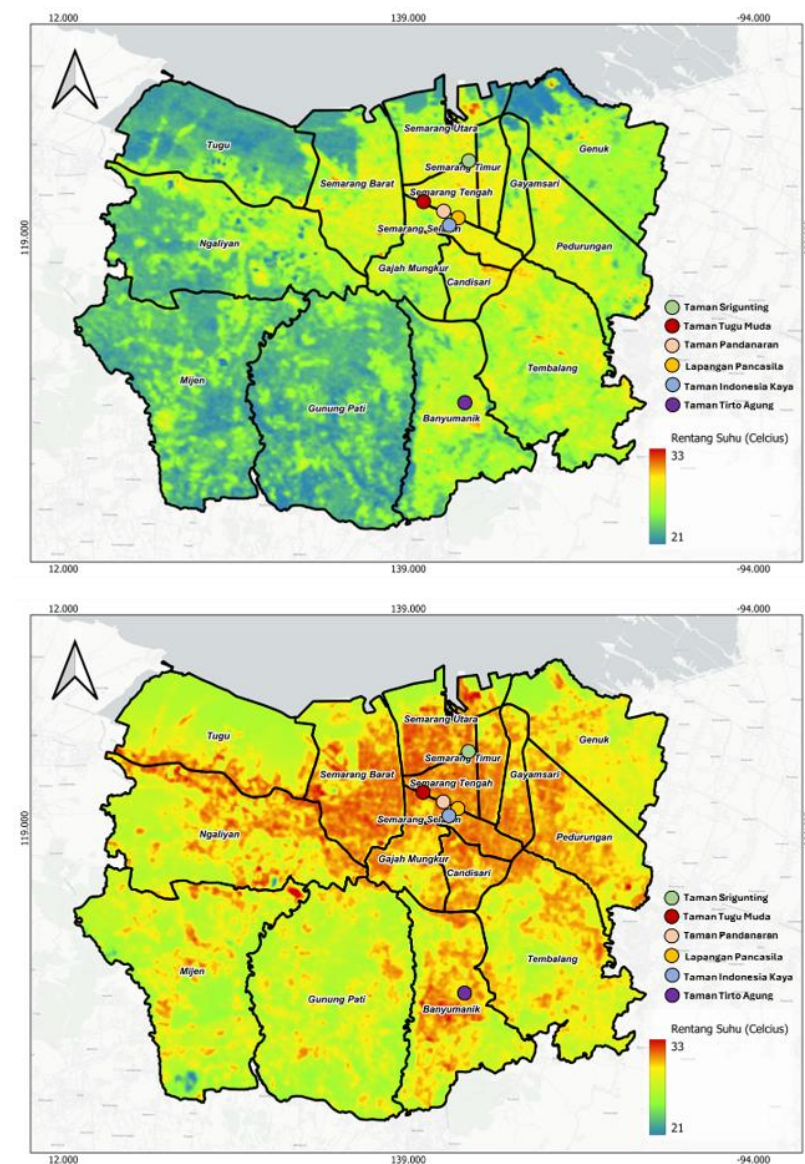 12.000 139.000 -94.000
119.000
Tugu
Semarang Utara
Genuk
Semarang Timur
Semarang Barat
Gayamsari
Semarang Tengah
Ngaliyan
Semarang Selatan
Pedurungan
Gajah Mungkur
Candisari
Mijen
Gunung Pati
Tembalang
Banyumanik
Taman Srigunting
Taman Tugu Muda
Taman Pandanaran
Lapangan Pancasila
Taman Indonesia Kaya
Taman Tirto Agung
Rentang Suhu (Celcius)
33
21
12.000 139.000 -94.000
12.000 139.000 -94.000
119.000
Tugu
Semarang Utara
Genuk
Semarang Timur
Semarang Barat
Gayamsari
Semarang Tengah
Ngaliyan
Semarang Selatan
Pedurungan
Gajah Mungkur
Candisari
Mijen
Gunung Pati
Tembalang
Banyumanik
Taman Srigunting
Taman Tugu Muda
Taman Pandanaran
Lapangan Pancasila
Taman Indonesia Kaya
Taman Tirto Agung
Rentang Suhu (Celcius)
33
21
12.000 139.000 -94.000